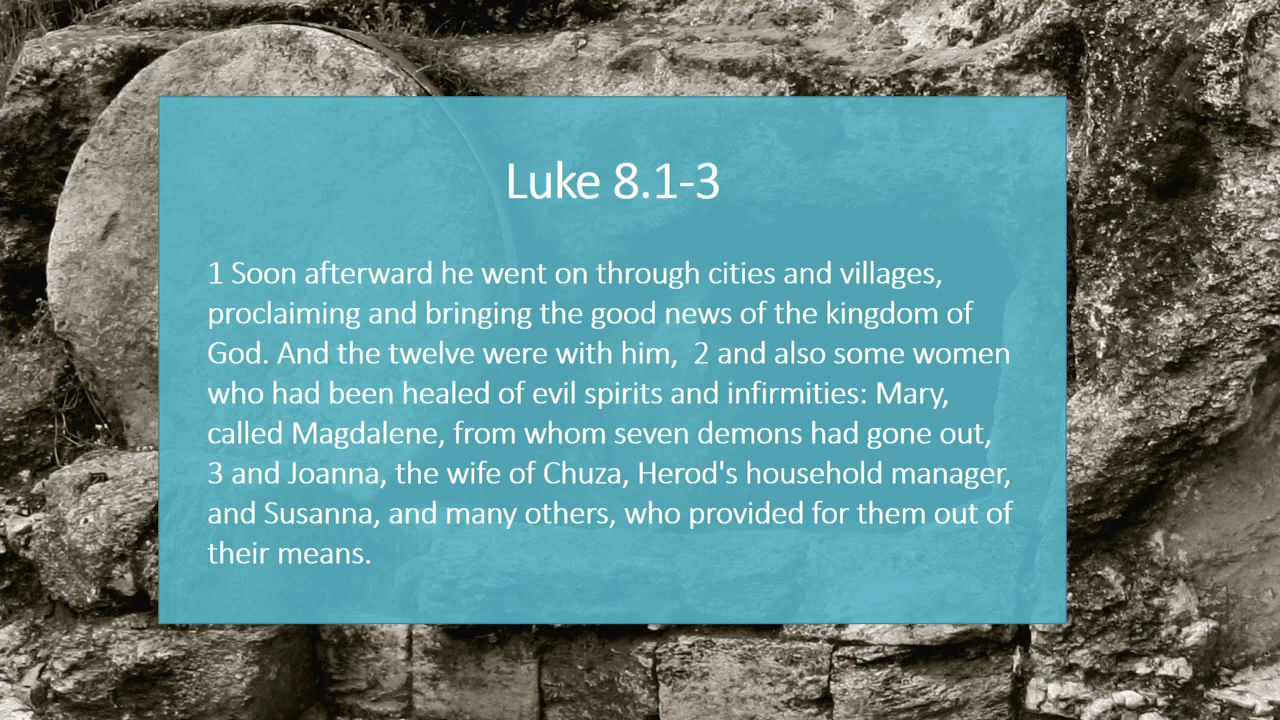 Luke 8.1-3
1 Soon afterward he went on through cities and villages,
proclaiming and bringing the good news of the kingdom of
God. And the twelve were with him,  2 and also some women
who had been healed of evil spirits and infirmities: Mary,
called Magdalene, from whom seven demons had gone out,
3 and Joanna, the wife of Chuza, Herod's household manager,
and Susanna, and many others, who provided for them out of
their means.